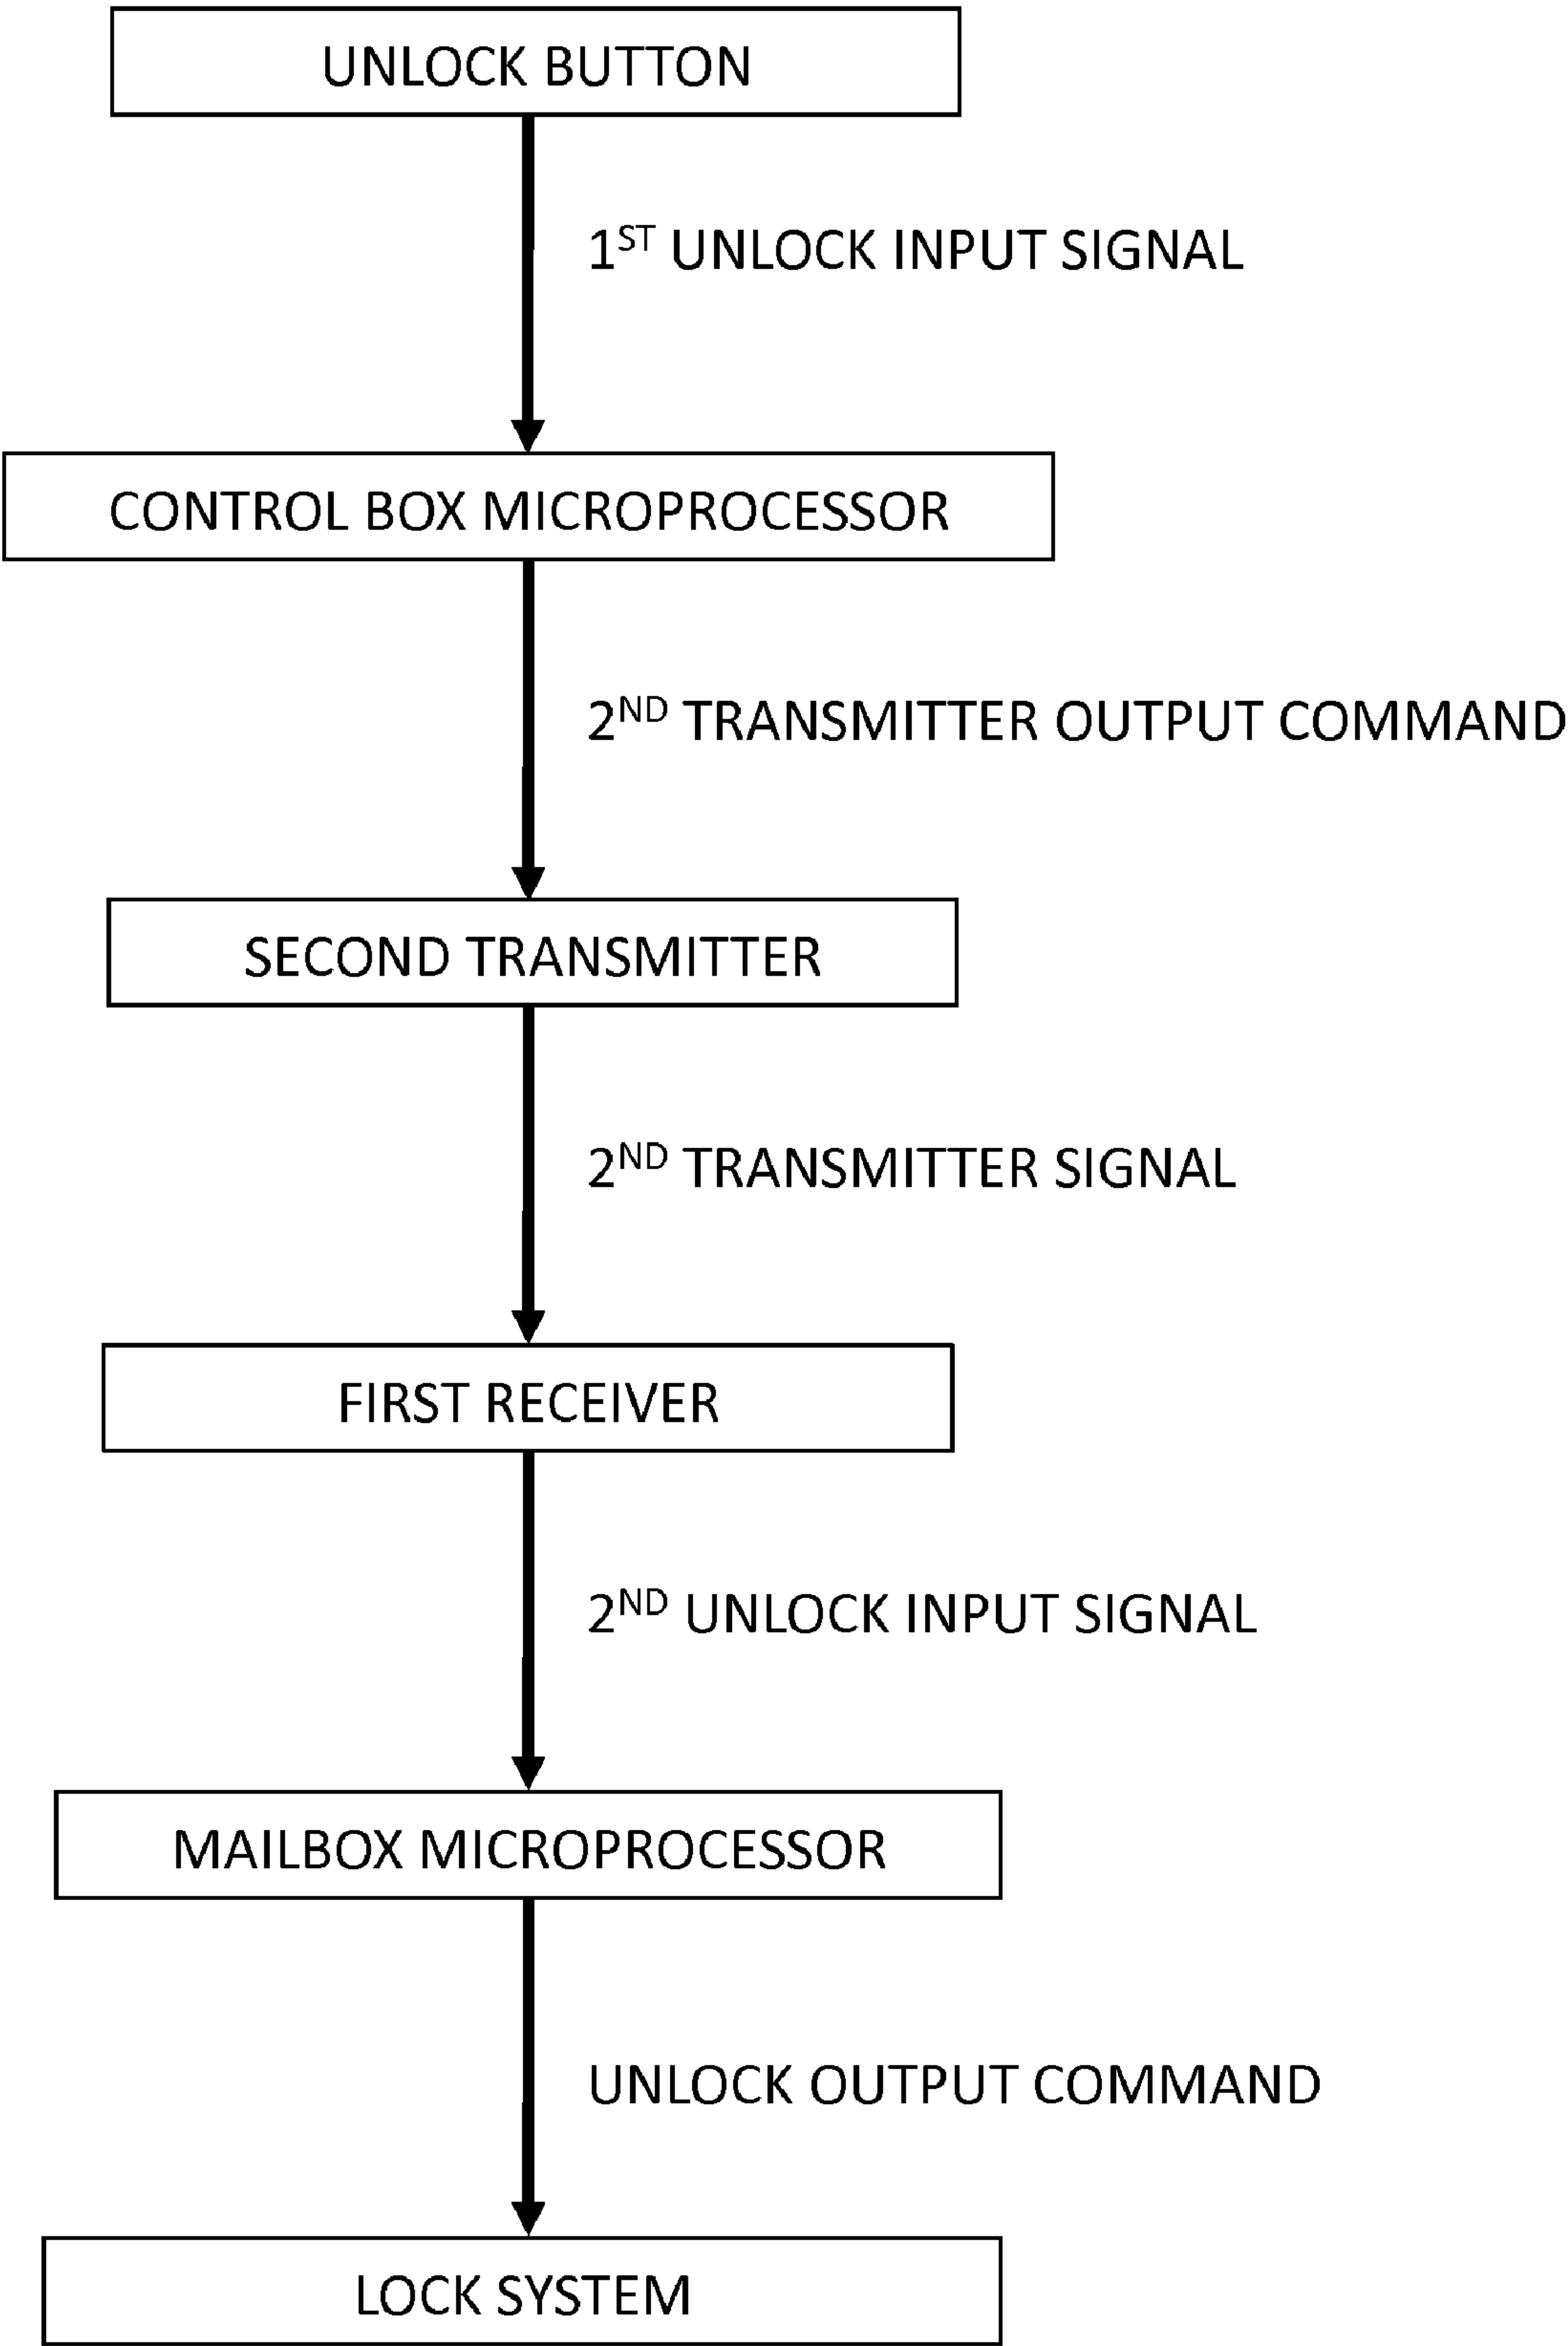 UNLOCK BUTTON
1ST UNLOCK INPUT SIGNAL
CONTROL BOX MICROPROCESSOR
2ND TRANSMITTER OUTPUT COMMAND
SECOND TRANSMITTER
2ND TRANSMITTER SIGNAL
FIRST RECEIVER
2ND UNLOCK INPUT SIGNAL
MAILBOX MICROPROCESSOR
UNLOCK OUTPUT COMMAND
LOCK SYSTEM